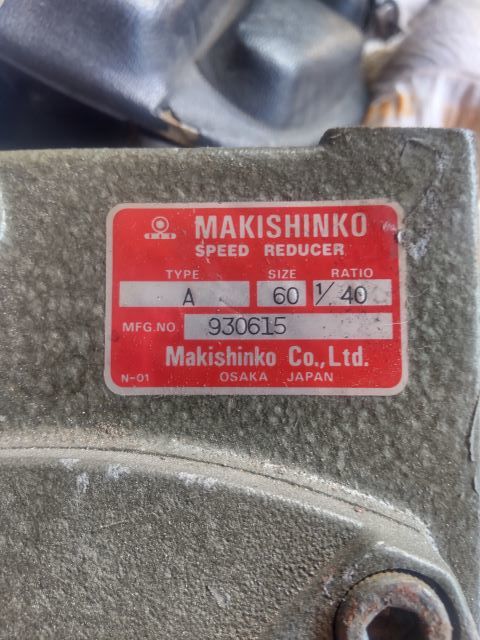 MAKISHINKO
SPEED REDUCER
TYPE SIZE RATIO
A 60 1/40
MFG.NO. 930615
Makishinko Co.,Ltd.
N-01 OSAKA JAPAN